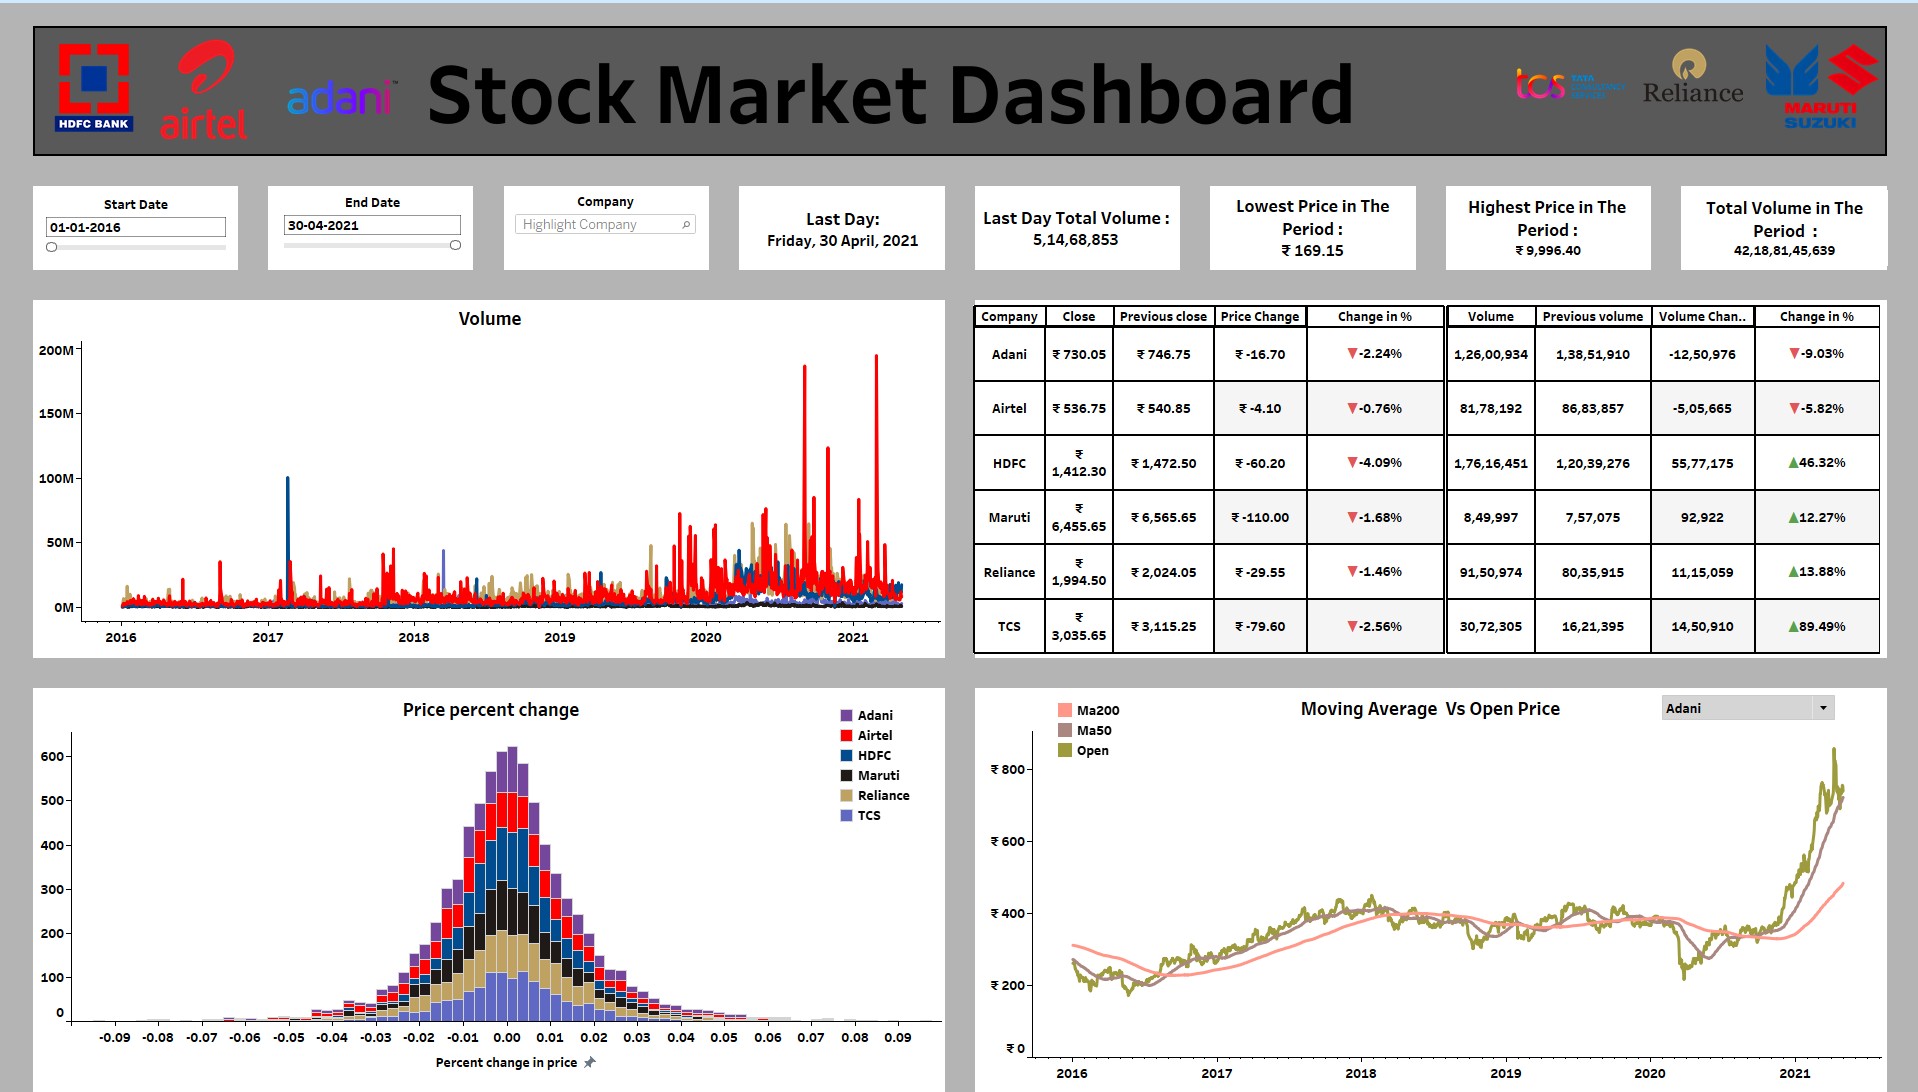 HDFC BANK
airtel
adani™
Stock Market Dashboard
tcs TATA
Reliance
MARUTI
SUZUKI
Start Date
01-01-2016
End Date
30-04-2021
Company
Highlight Company
Last Day:
Friday, 30 April, 2021
Last Day Total Volume :
5,14,68,853
Lowest Price in The
Period :
₹ 169.15
Highest Price in The
Period :
₹ 9,996.40
Total Volume in The
Period :
42,18,81,45,639
Volume
200M
150M
100M
50M
0M
2016 2017 2018 2019 2020 2021
Company Close Previous close Price Change Change in % Volume Previous volume Volume Chan.. Change in %
Adani ₹ 730.05 ₹ 746.75 ₹ -16.70 ▼-2.24% 1,26,00,934 1,38,51,910 -12,50,976 ▼-9.03%
Airtel ₹ 536.75 ₹ 540.85 ₹ -4.10 ▼-0.76% 81,78,192 86,83,857 -5,05,665 ▼-5.82%
HDFC ₹ 1,412.30 ₹ 1,472.50 ₹ -60.20 ▼-4.09% 1,76,16,451 1,20,39,276 55,77,175 ▲46.32%
Maruti ₹ 6,455.65 ₹ 6,565.65 ₹ -110.00 ▼-1.68% 8,49,997 7,57,075 92,922 ▲12.27%
Reliance ₹ 1,994.50 ₹ 2,024.05 ₹ -29.55 ▼-1.46% 91,50,974 80,35,915 11,15,059 ▲13.88%
TCS ₹ 3,035.65 ₹ 3,115.25 ₹ -79.60 ▼-2.56% 30,72,305 16,21,395 14,50,910 ▲89.49%
Price percent change
Adani
Airtel
HDFC
Maruti
Reliance
TCS
600
500
400
300
200
100
0
-0.09 -0.08 -0.07 -0.06 -0.05 -0.04 -0.03 -0.02 -0.01 0.00 0.01 0.02 0.03 0.04 0.05 0.06 0.07 0.08 0.09
Percent change in price
Moving Average Vs Open Price
Adani
Ma200
Ma50
Open
₹ 800
₹ 600
₹ 400
₹ 200
₹ 0
2016 2017 2018 2019 2020 2021